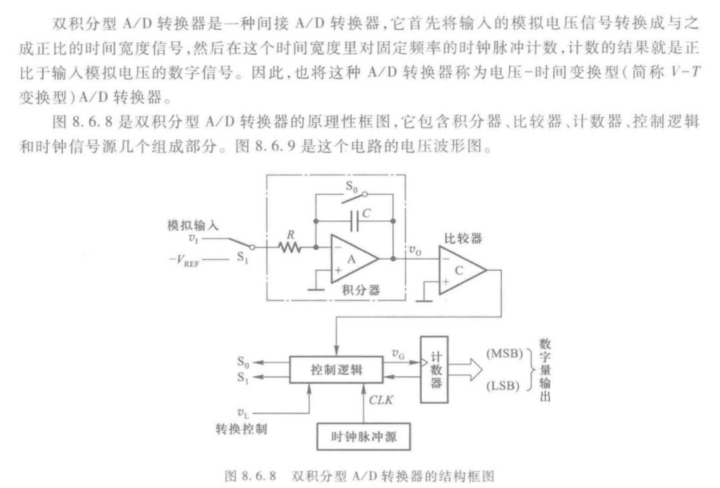 双积分型 A/D 转换器是一种间接 A/D 转换器,它首先将输入的模拟电压信号转换成与之
成正比的时间宽度信号,然后在这个时间宽度里对固定频率的时钟脉冲计数,计数的结果就是正
比于输入模拟电压的数字信号。因此,也将这种 A/D 转换器称为电压-时间变换型(简称 V-T
变换型)A/D 转换器。
图 8.6.8 是双积分型 A/D 转换器的原理性框图,它包含积分器、比较器、计数器、控制逻辑
和时钟信号源几个组成部分。图 8.6.9 是这个电路的电压波形图。
S₀
C
模拟输入
v_I
R
-V_REF
S₁
-
A
+
积分器
v_O
比较器
-
C
+
S₀
S₁
控制逻辑
v_G
计数器
(MSB)
(LSB)
数字量输出
v_L
转换控制
CLK
时钟脉冲源
图 8.6.8 双积分型 A/D 转换器的结构框图